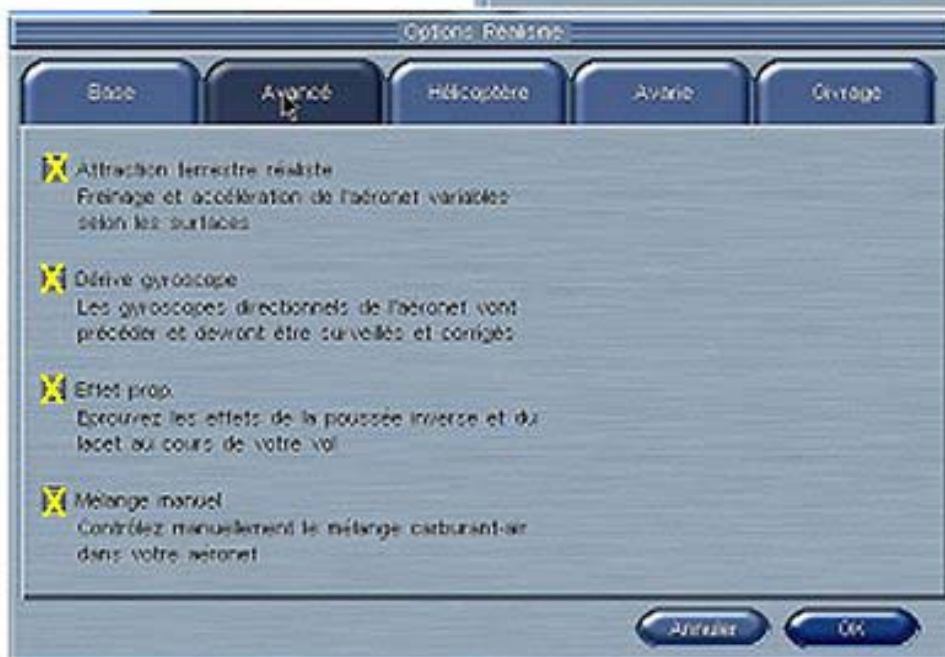 Options Réalisme
Base
Avancé
Hélicoptère
Avarie
Givrage
Attraction terrestre réaliste
Freinage et accélération de l'aéronef variables
selon les surfaces
Dérive gyroscope
Les gyroscopes directionnels de l'aéronef vont
précéder et devront être surveillés et corrigés
Effet prop.
Eprouvez les effets de la poussée inverse et du
lacet au cours de votre vol
Mélange manuel
Contrôlez manuellement le mélange carburant-air
dans votre aéronef
Annuler
OK